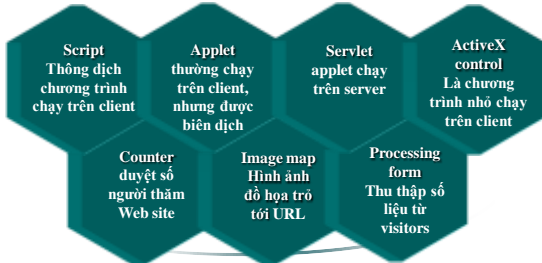 Script
Thông dịch
chương trình
chạy trên client
Applet
thường chạy
trên client,
nhưng được
biên dịch
Servlet
applet chạy
trên server
ActiveX
control
Là chương
trình nhỏ chạy
trên client
Counter
duyệt số
người thăm
Web site
Image map
Hình ảnh
đồ họa trỏ
tới URL
Processing
form
Thu thập số
liệu từ
visitors